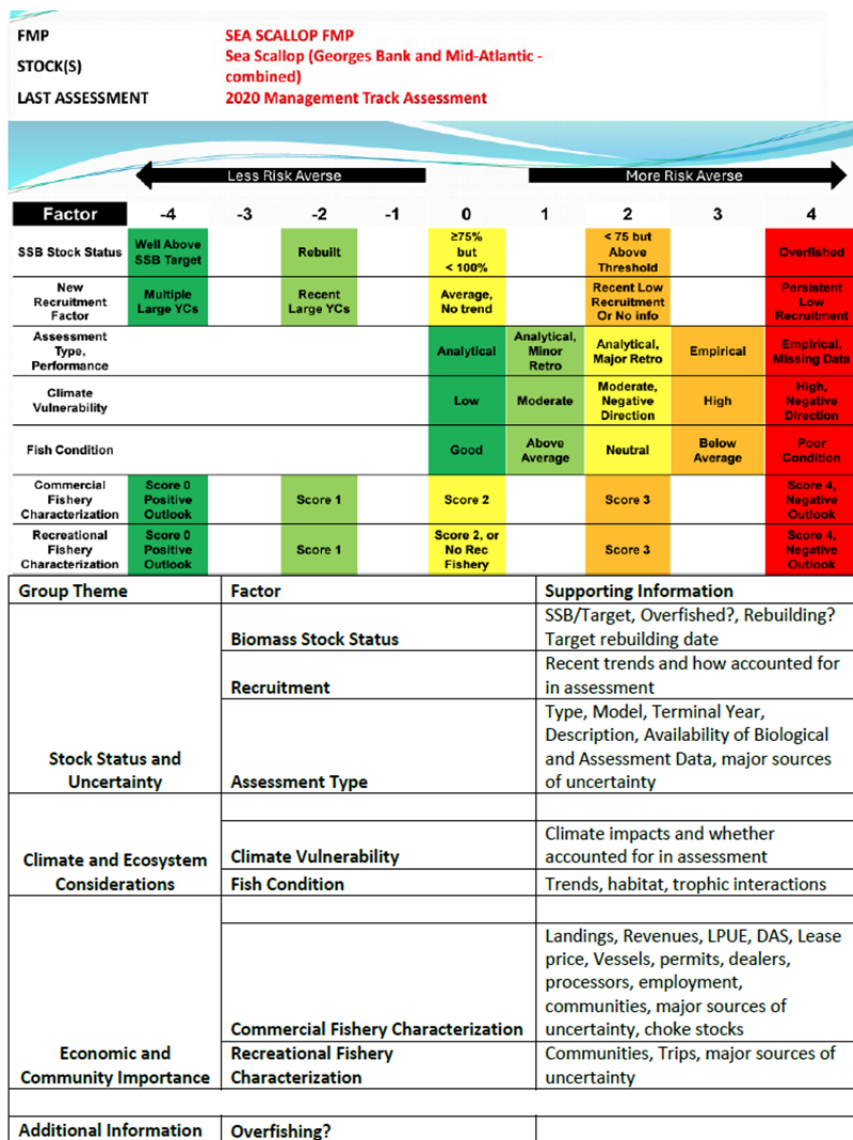 FMP SEA SCALLOP FMP
STOCK(S) Sea Scallop (Georges Bank and Mid-Atlantic -
combined)
LAST ASSESSMENT 2020 Management Track Assessment
Less Risk Averse More Risk Averse
Factor -4 -3 -2 -1 0 1 2 3 4
SSB Stock Status
Well Above
SSB Target
Rebuilt
≥75%
but
< 100%
< 75 but
Above
Threshold
Overfished
New
Recruitment
Factor
Multiple
Large YCs
Recent
Large YCs
Average,
No trend
Recent Low
Recruitment
Or No info
Persistent
Low
Recruitment
Assessment
Type,
Performance
Analytical
Analytical,
Minor
Retro
Analytical,
Major Retro
Empirical
Empirical,
Missing Data
Climate
Vulnerability
Low
Moderate
Moderate,
Negative
Direction
High
High,
Negative
Direction
Fish Condition
Good
Above
Average
Neutral
Below
Average
Poor
Condition
Commercial
Fishery
Characterization
Score 0
Positive
Outlook
Score 1
Score 2
Score 3
Score 4,
Negative
Outlook
Recreational
Fishery
Characterization
Score 0
Positive
Outlook
Score 1
Score 2, or
No Rec
Fishery
Score 3
Score 4,
Negative
Outlook
Group Theme Factor Supporting Information
Stock Status and
Uncertainty
Biomass Stock Status
SSB/Target, Overfished?, Rebuilding?
Target rebuilding date
Recruitment
Recent trends and how accounted for
in assessment
Assessment Type
Type, Model, Terminal Year,
Description, Availability of Biological
and Assessment Data, major sources
of uncertainty
Climate and Ecosystem
Considerations
Climate Vulnerability
Climate impacts and whether
accounted for in assessment
Fish Condition
Trends, habitat, trophic interactions
Economic and
Community Importance
Commercial Fishery Characterization
Landings, Revenues, LPUE, DAS, Lease
price, Vessels, permits, dealers,
processors, employment,
communities, major sources of
uncertainty, choke stocks
Recreational Fishery
Characterization
Communities, Trips, major sources of
uncertainty
Additional Information Overfishing?